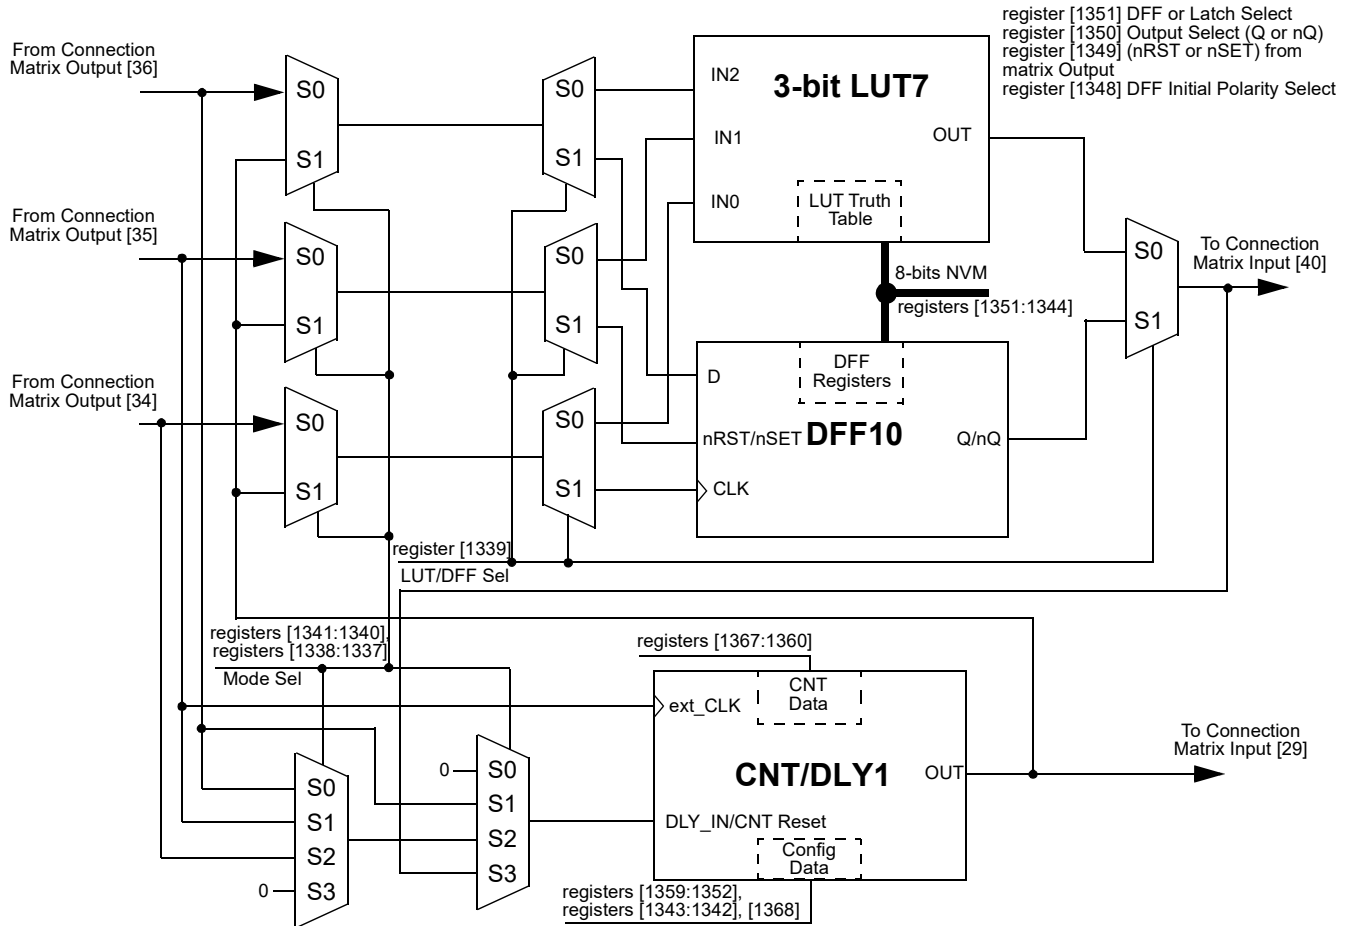 register [1351] DFF or Latch Select
register [1350] Output Select (Q or nQ)
register [1349] (nRST or nSET) from
matrix Output
register [1348] DFF Initial Polarity Select
From Connection
Matrix Output [36]
S0
S1
S0
S1
IN2
IN1
IN0
3-bit LUT7
OUT
LUT Truth
Table
From Connection
Matrix Output [35]
S0
S1
S0
S1
8-bits NVM
registers [1351:1344]
S0
S1
To Connection
Matrix Input [40]
From Connection
Matrix Output [34]
S0
S1
S0
S1
D
nRST/nSET
CLK
DFF
Registers
DFF10
Q/nQ
register [1339]
LUT/DFF Sel
registers [1341:1340],
registers [1338:1337]
Mode Sel
registers [1367:1360]
ext_CLK
CNT
Data
CNT/DLY1
OUT
DLY_IN/CNT Reset
Config
Data
To Connection
Matrix Input [29]
0
S0
S1
S2
S3
S0
S1
S2
S3
0
registers [1359:1352],
registers [1343:1342], [1368]